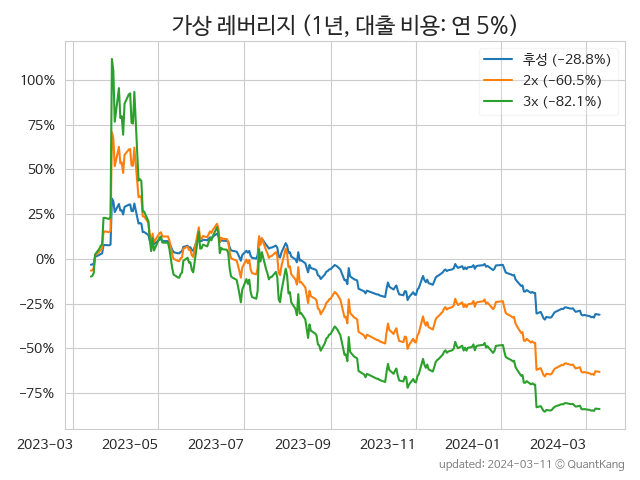 가상 레버리지 (1년, 대출 비용: 연 5%)
후성 (−28.8%)
2x (−60.5%)
3x (−82.1%)
100%
75%
50%
25%
0%
−25%
−50%
−75%
2023-03 2023-05 2023-07 2023-09 2023-11 2024-01 2024-03
updated: 2024-03-11 © QuantKang